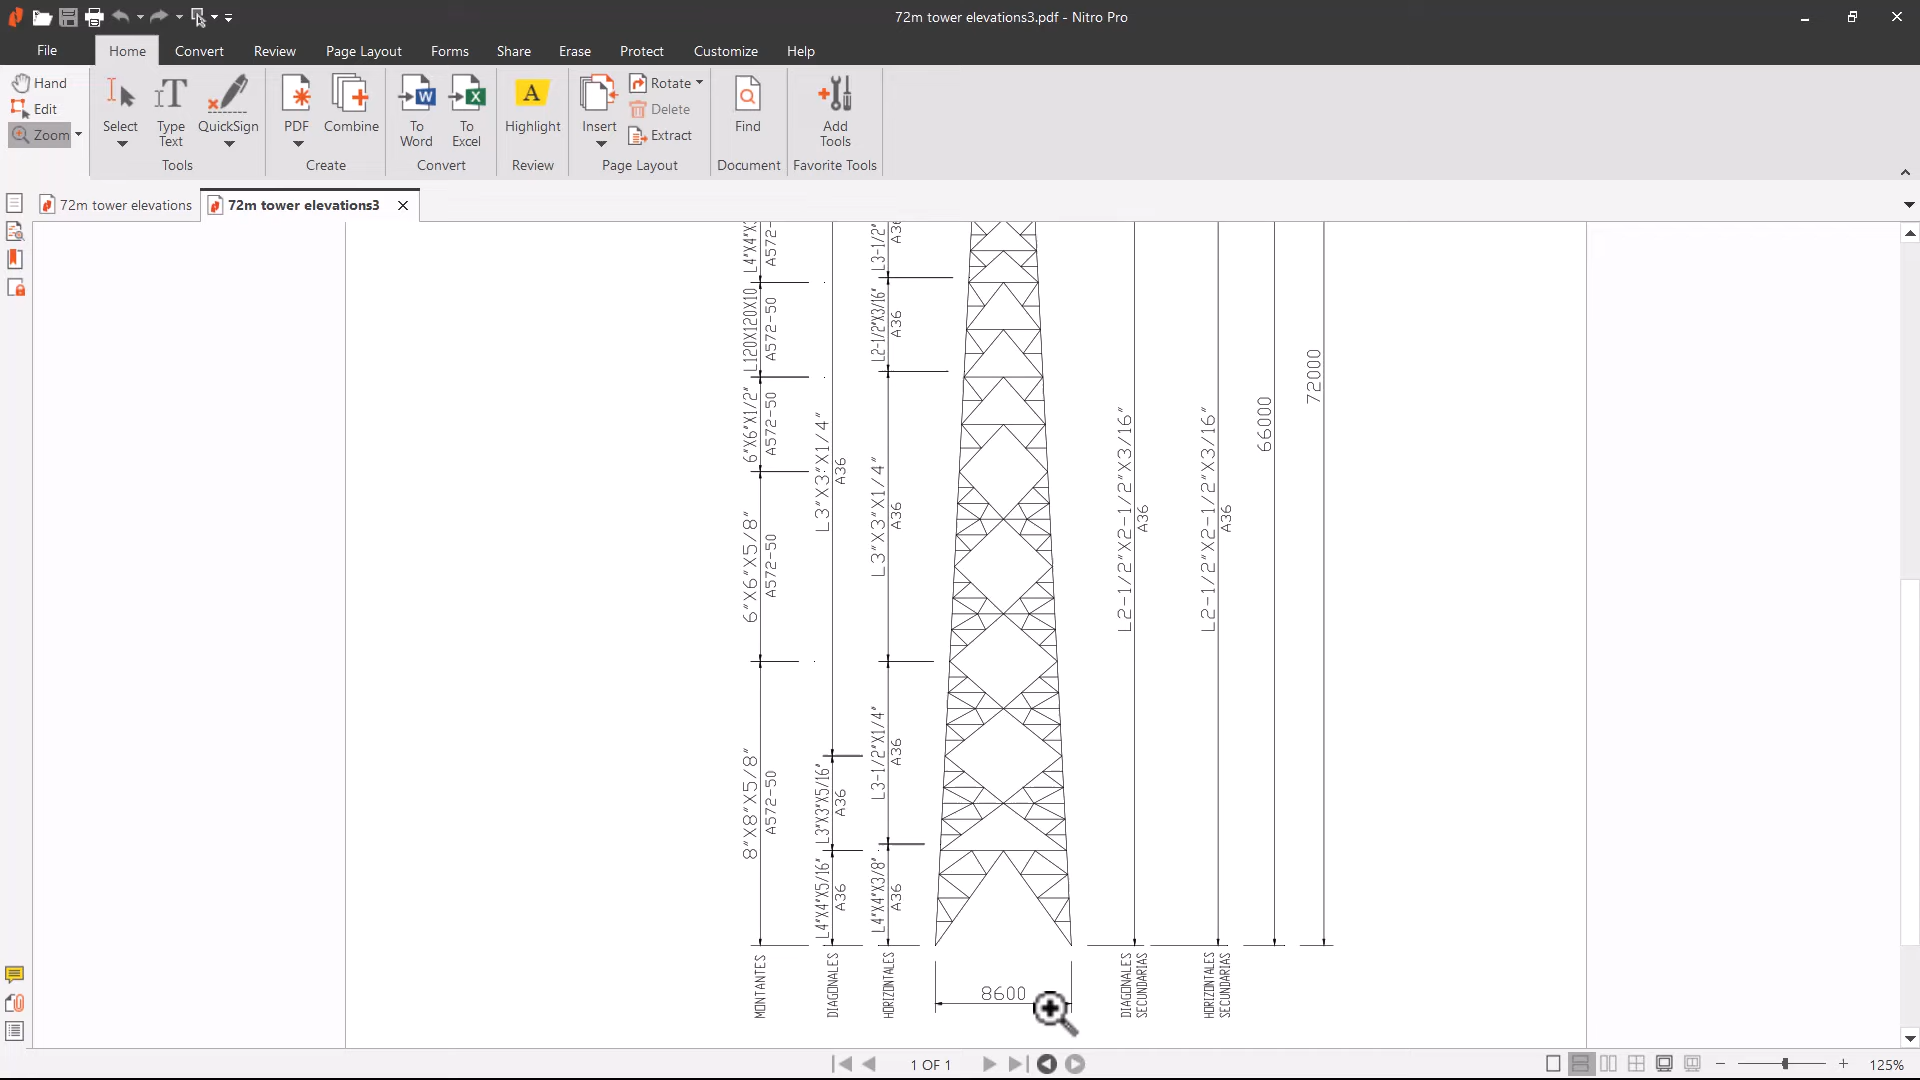 72m tower elevations3.pdf - Nitro Pro
File
Home
Convert
Review
Page Layout
Forms
Share
Erase
Protect
Customize
Help
Hand
Edit
Zoom
Select
Type
Text
QuickSign
Tools
PDF
Combine
Create
To
Word
To
Excel
Convert
A
Highlight
Review
Insert
Rotate
Delete
Extract
Page Layout
Find
Document
Add
Tools
Favorite Tools
72m tower elevations
72m tower elevations3
A572-
L120X120X10
A572-50
6"X6"X1/2"
A572-50
6"X6"X5/8"
A572-50
8"X8"X5/8"
A572-50
MONTANTES
L3"X3"X1/4"
A36
L3"X3"X5/16"
A36
L4"X4"X5/16"
A36
DIAGONALES
L3-1/2"
A36
L2-1/2"X3/16"
A36
L3"X3"X1/4"
A36
L3-1/2"X1/4"
A36
L4"X4"X3/8"
A36
HORIZONTALES
8600
L2-1/2"X2-1/2"X3/16"
A36
DIAGONALES
SECUNDARIAS
L2-1/2"X2-1/2"X3/16"
A36
HORIZONTALES
SECUNDARIAS
66000
72000
1 OF 1
125%